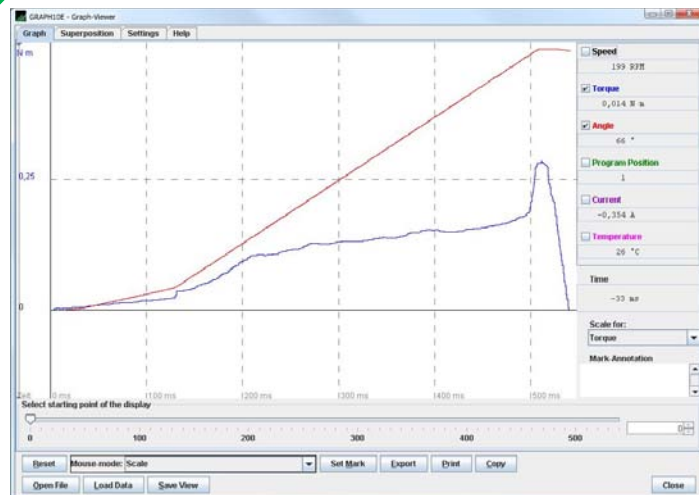 GRAPH10E - Graph-Viewer
Graph Superposition Settings Help
N m
0,25
0
Zeit 0 ms 100 ms 200 ms 300 ms 400 ms 500 ms
Speed
199 RPM
Torque
0,014 N m
Angle
66 °
Program Position
1
Current
-0,354 A
Temperature
26 °C
Time
-33 ms
Scale for:
Torque
Mark-Annotation
Select starting point of the display
0 100 200 300 400 500
0
Reset Mouse-mode: Scale Set Mark Export Print Copy
Open File Load Data Save View Close